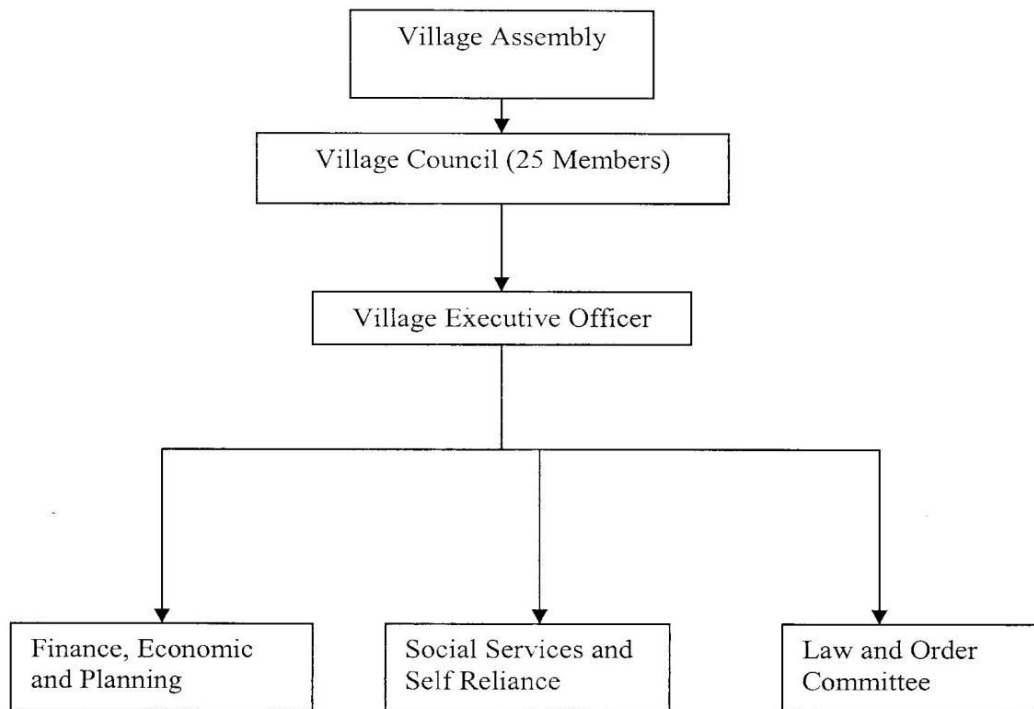 Village Assembly
Village Council (25 Members)
Village Executive Officer
Finance, Economic
and Planning
Social Services and
Self Reliance
Law and Order
Committee